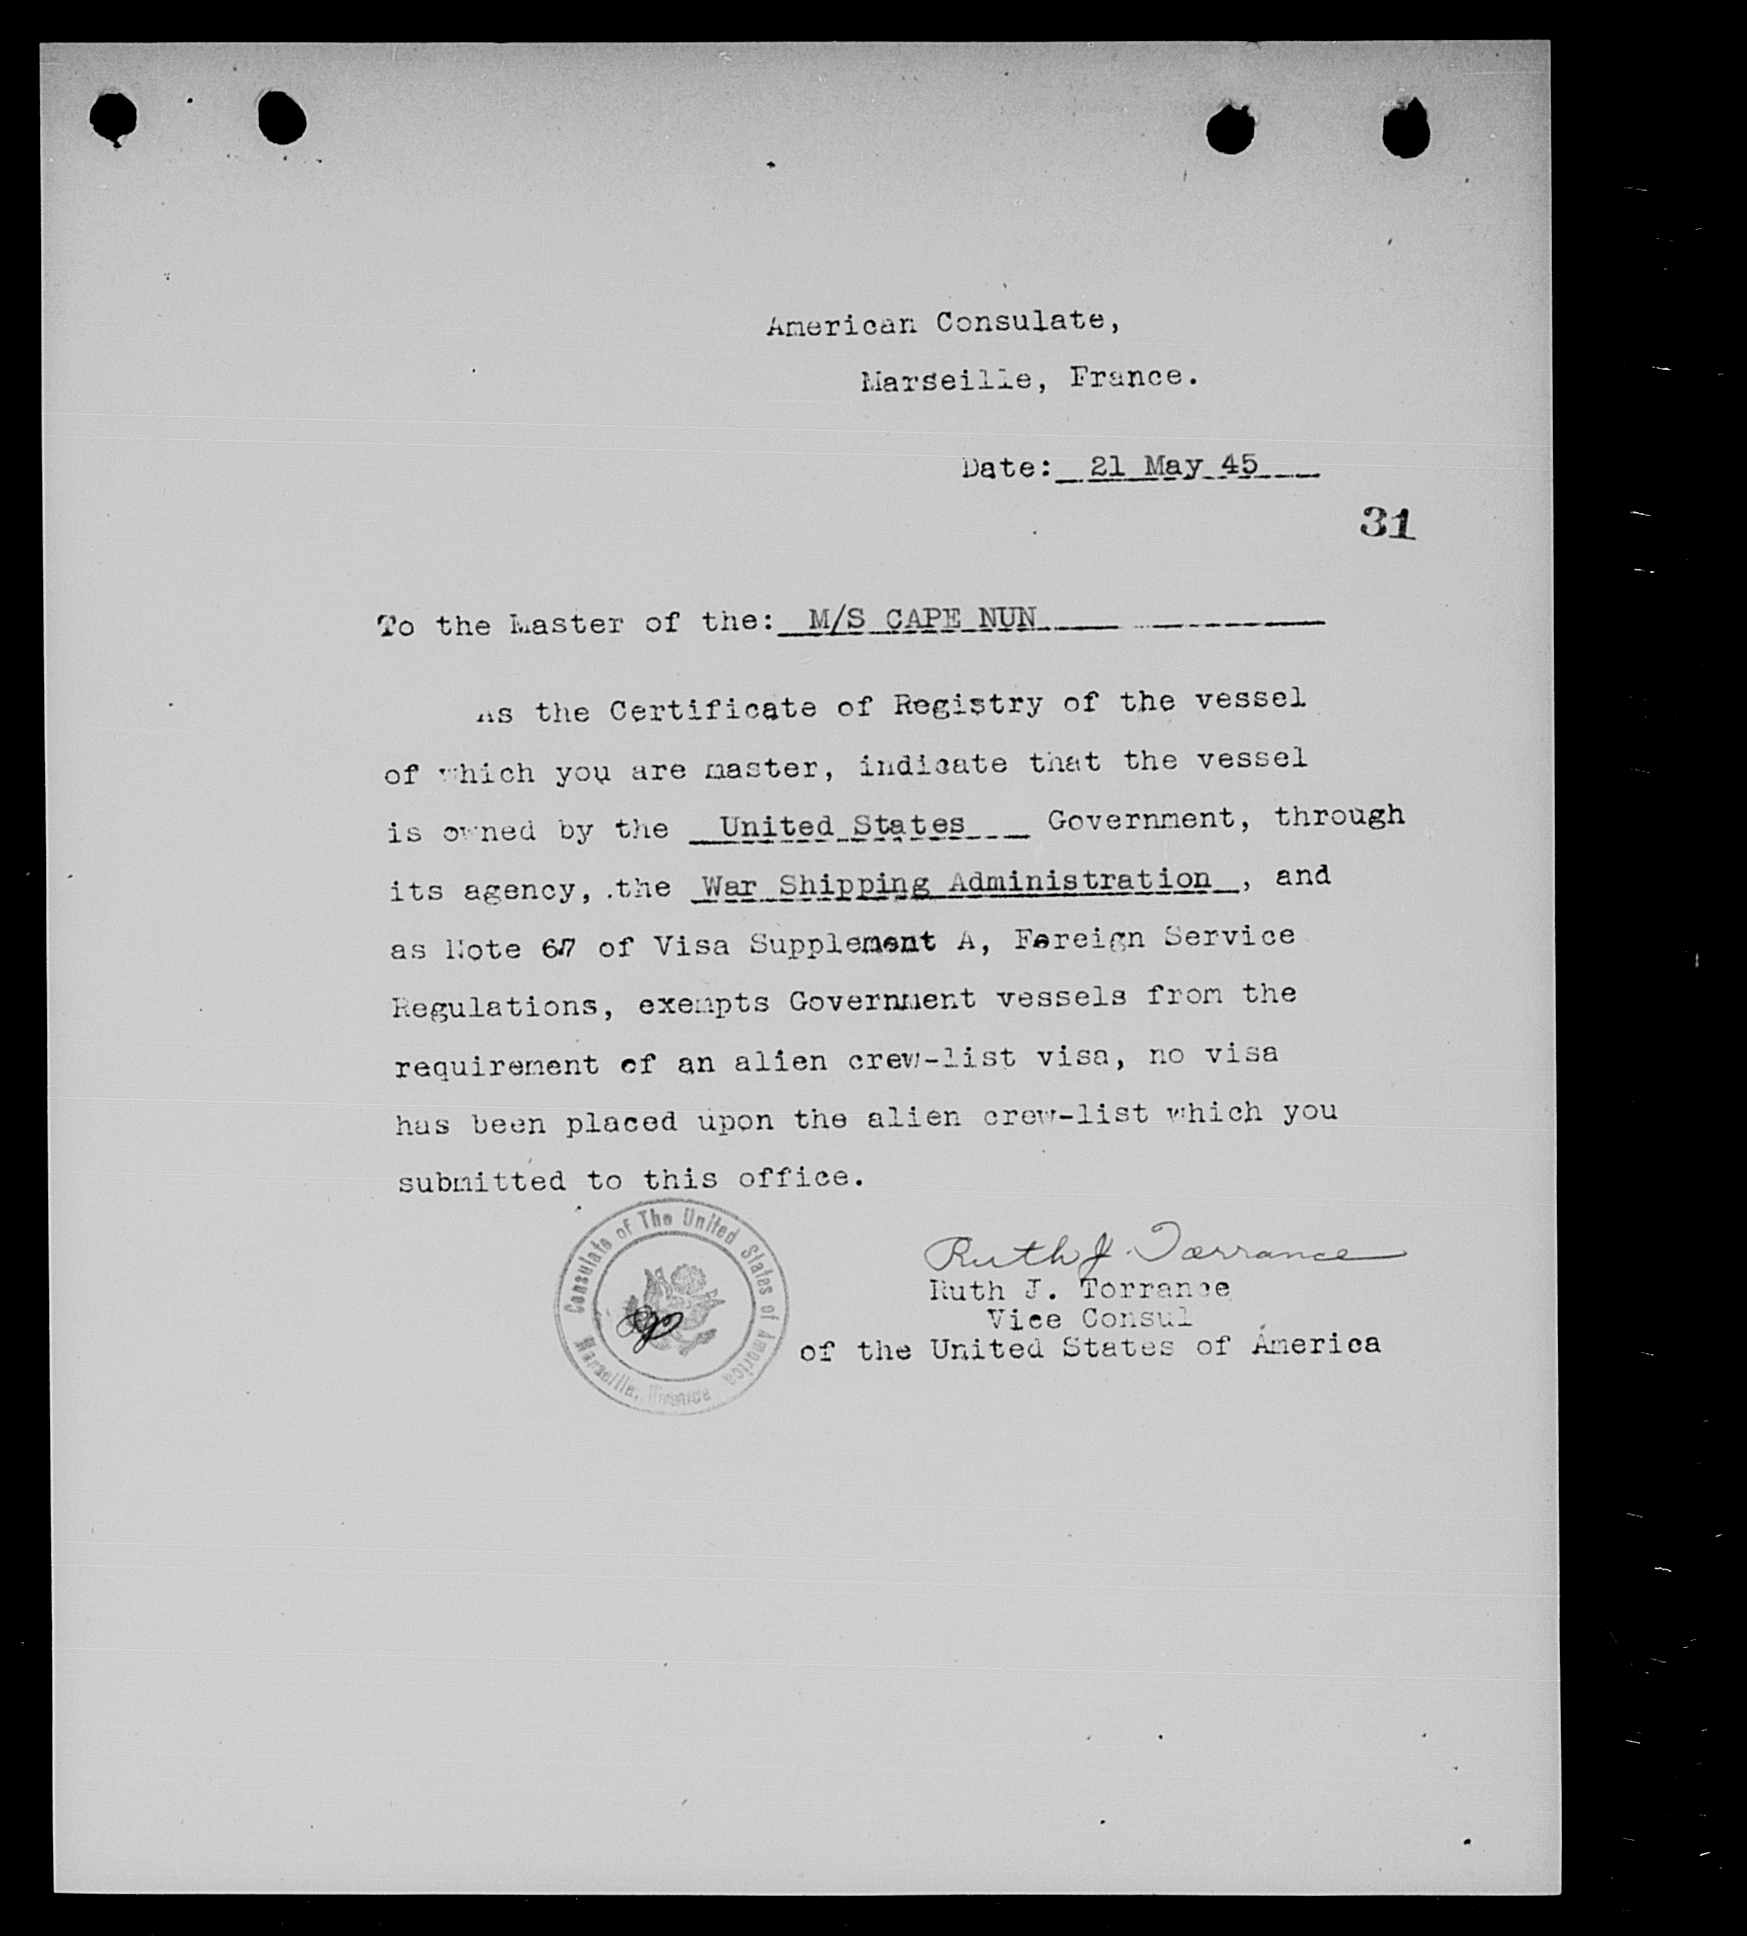 American Consulate,
Marseille, France.
Date: 21 May 45
31
To the Master of the: M/S CAPE NUN
As the Certificate of Registry of the vessel
of which you are master, indicate that the vessel
is owned by the United States Government, through
its agency, the War Shipping Administration, and
as Note 67 of Visa Supplement A, Foreign Service
Regulations, exempts Government vessels from the
requirement of an alien crew-list visa, no visa
has been placed upon the alien crew-list which you
submitted to this office.
Consulate of The United States of America
Marseille, France
Ruth J. Torrance
Ruth J. Torrance
Vice Consul
of the United States of America